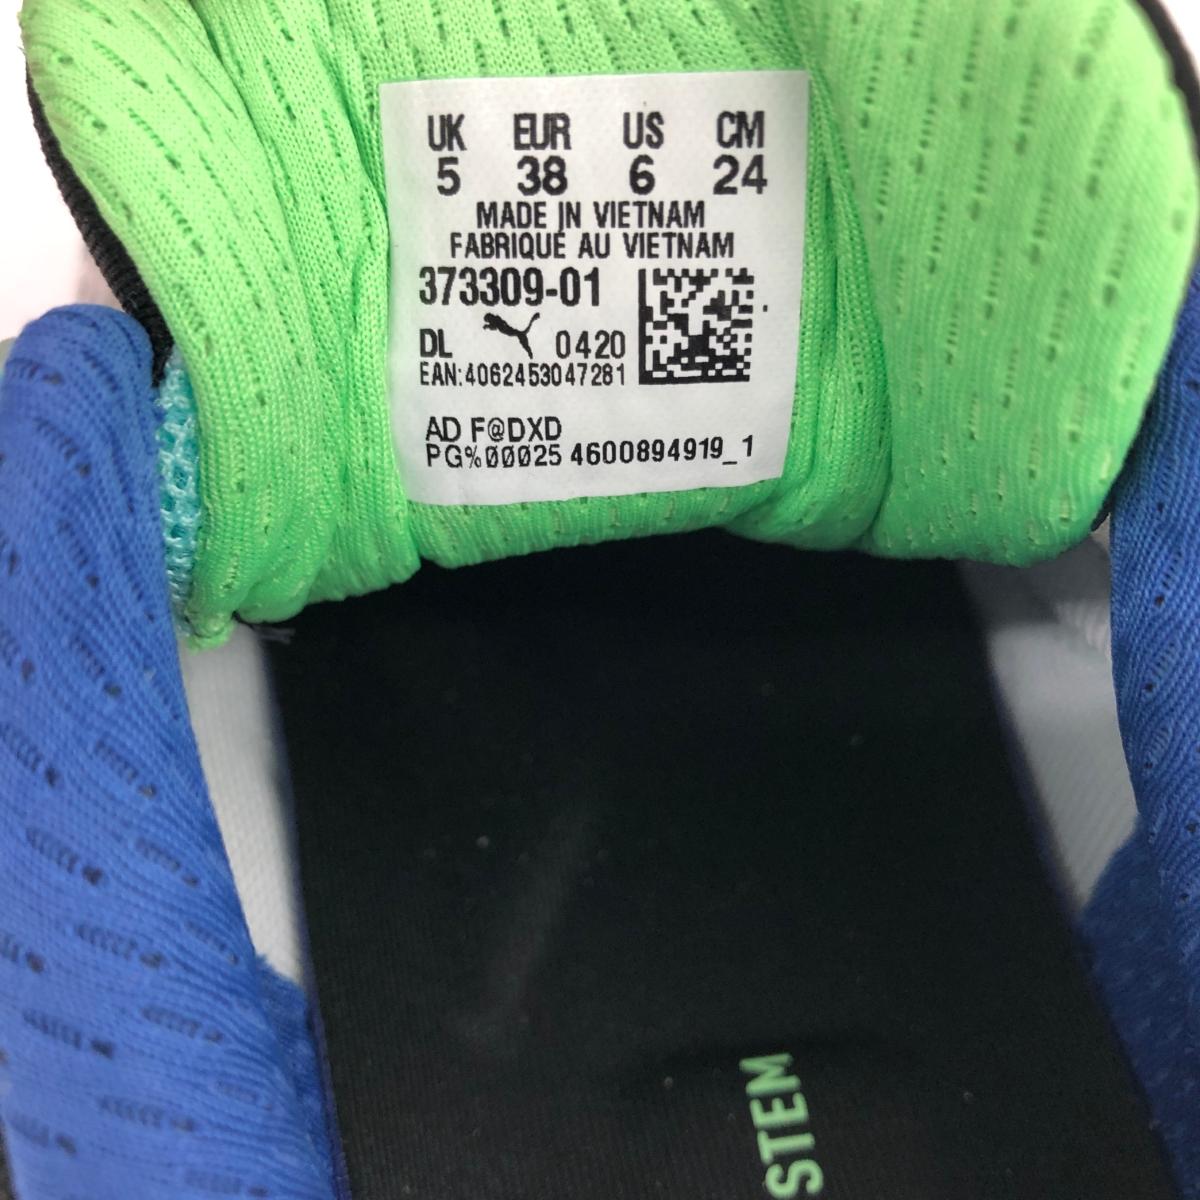 UK EUR US CM
5 38 6 24
MADE IN VIETNAM
FABRIQUÉ AU VIETNAM
373309-01
DL 0420
EAN:4062453047281
AD F@DXD
PG%ØØØ25 4600894919_1
STEM